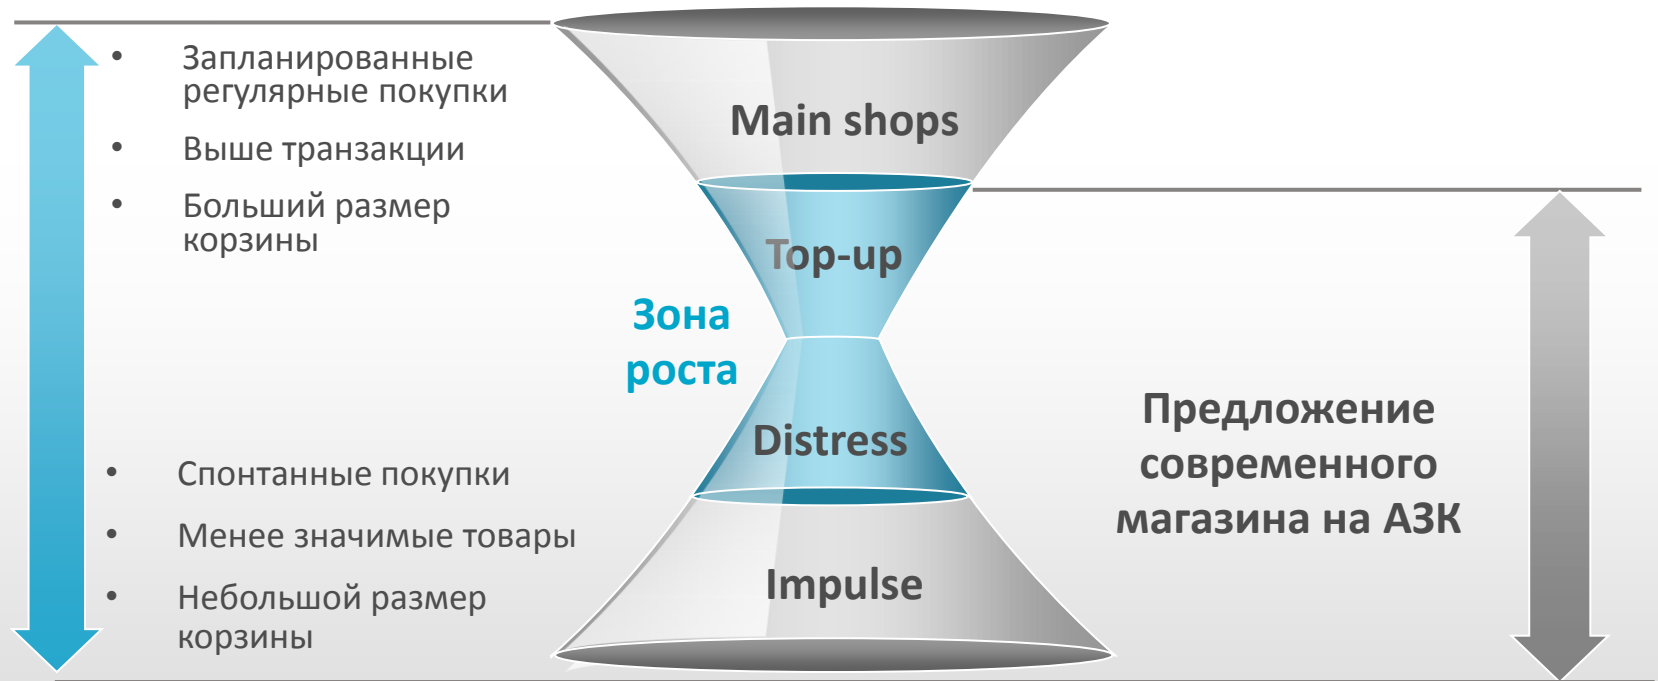 • Запланированные
регулярные покупки
• Выше транзакции
• Больший размер
корзины
Main shops
Top-up
Зона
роста
Distress
Impulse
• Спонтанные покупки
• Менее значимые товары
• Небольшой размер
корзины
Предложение
современного
магазина на АЗК